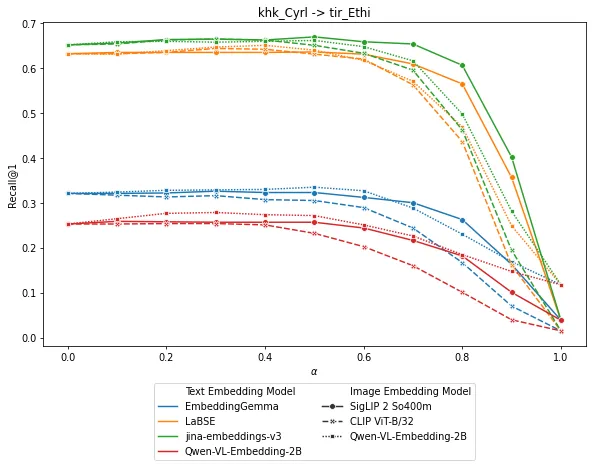 khk_Cyrl -> tir_Ethi
Recall@1
0.7
0.6
0.5
0.4
0.3
0.2
0.1
0.0
0.0 0.2 0.4 0.6 0.8 1.0
α
Text Embedding Model
EmbeddingGemma
LaBSE
jina-embeddings-v3
Qwen-VL-Embedding-2B
Image Embedding Model
SigLIP 2 So400m
CLIP ViT-B/32
Qwen-VL-Embedding-2B